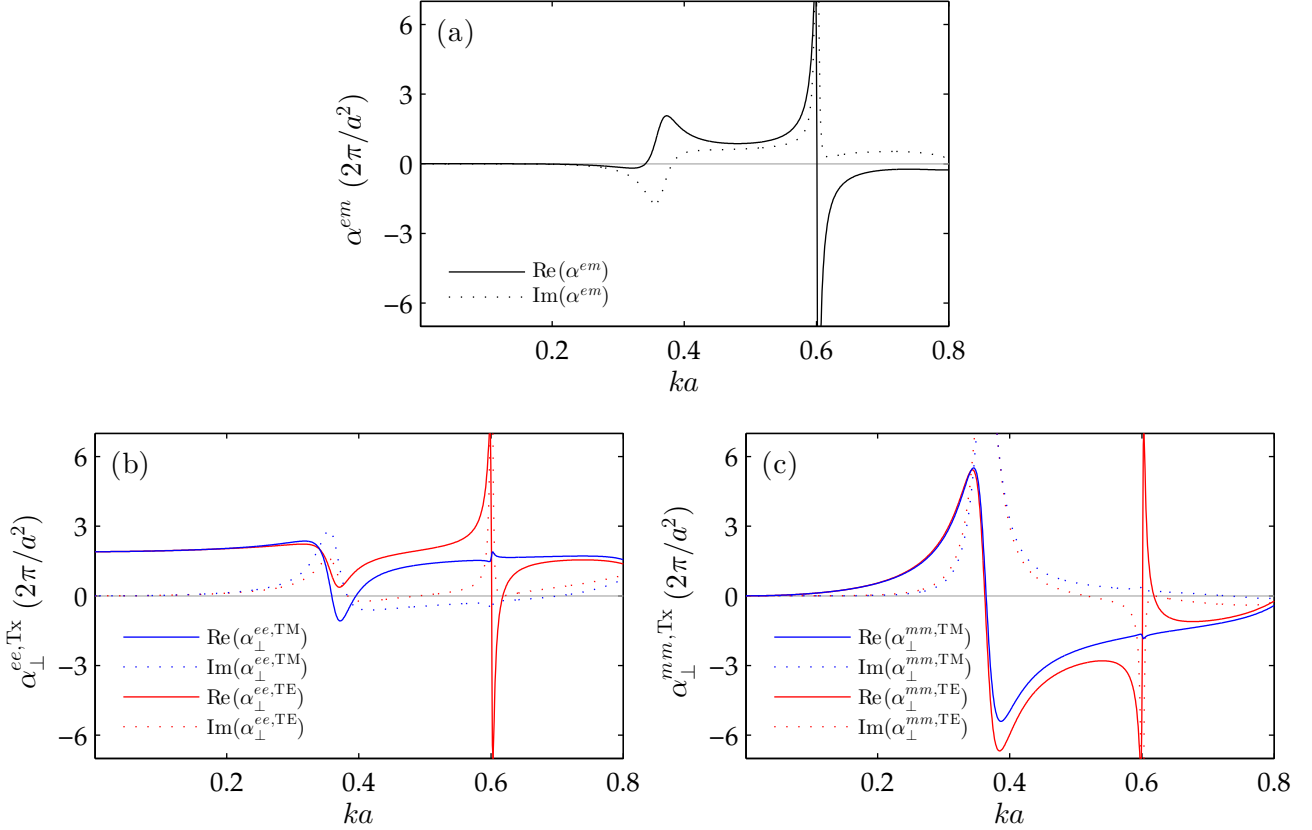 (a)
6
3
0
−3
−6
α^{em} (2π/a²)
Re(α^{em})
Im(α^{em})
0.2 0.4 0.6 0.8
ka
(b)
6
3
0
−3
−6
α_⊥^{ee,Tx} (2π/a²)
Re(α_⊥^{ee,TM})
Im(α_⊥^{ee,TM})
Re(α_⊥^{ee,TE})
Im(α_⊥^{ee,TE})
0.2 0.4 0.6 0.8
ka
(c)
6
3
0
−3
−6
α_⊥^{mm,Tx} (2π/a²)
Re(α_⊥^{mm,TM})
Im(α_⊥^{mm,TM})
Re(α_⊥^{mm,TE})
Im(α_⊥^{mm,TE})
0.2 0.4 0.6 0.8
ka